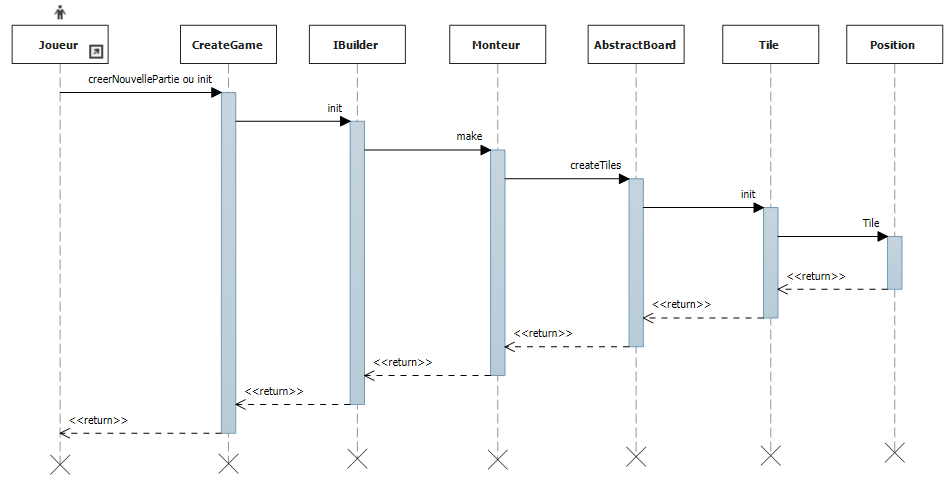 Joueur
CreateGame
IBuilder
Monteur
AbstractBoard
Tile
Position
creerNouvellePartie ou init
init
make
createTiles
init
Tile
<<return>>
<<return>>
<<return>>
<<return>>
<<return>>
<<return>>